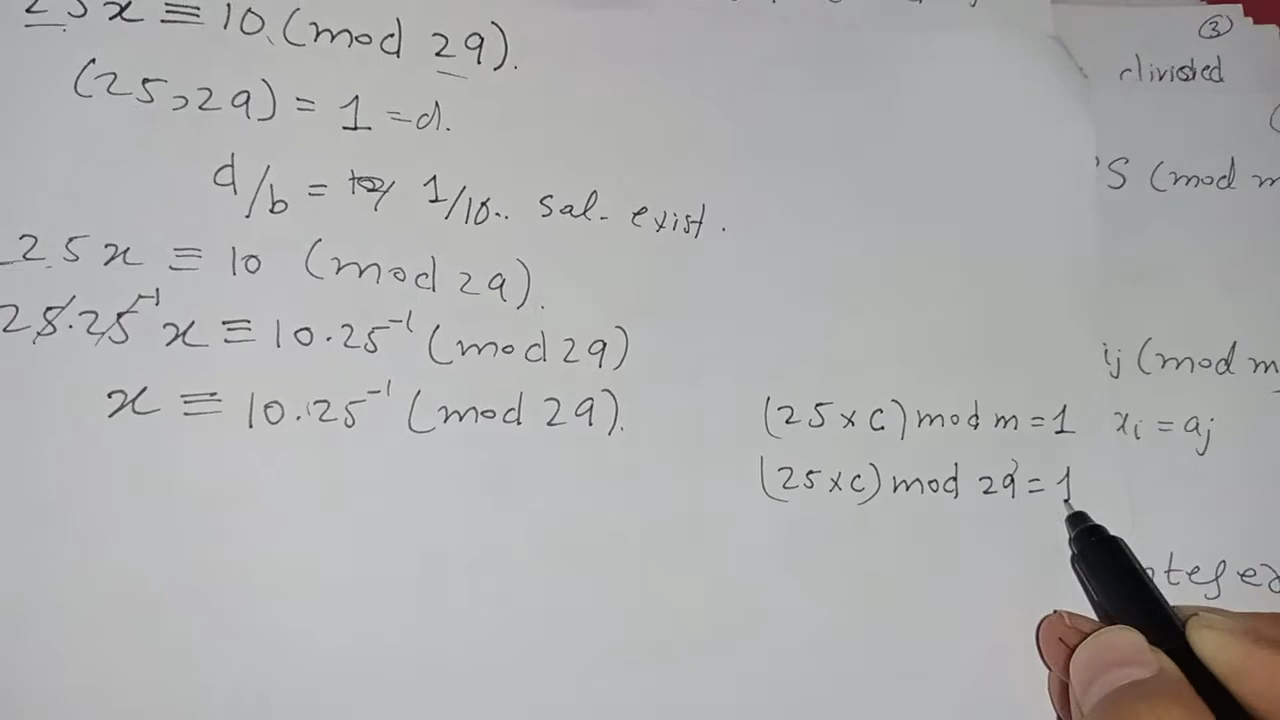 25x ≡ 10. (mod 29).
(25,29) = 1 = d.
d/b = 1/10.. sal. exist.
25x ≡ 10 (mod 29).
25.25⁻¹ x ≡ 10.25⁻¹ (mod 29)
x ≡ 10.25⁻¹ (mod 29).
(25×c) mod m = 1
(25×c) mod 29 = 1
③
divided
's (mod m
ij (mod m
xᵢ = aⱼ